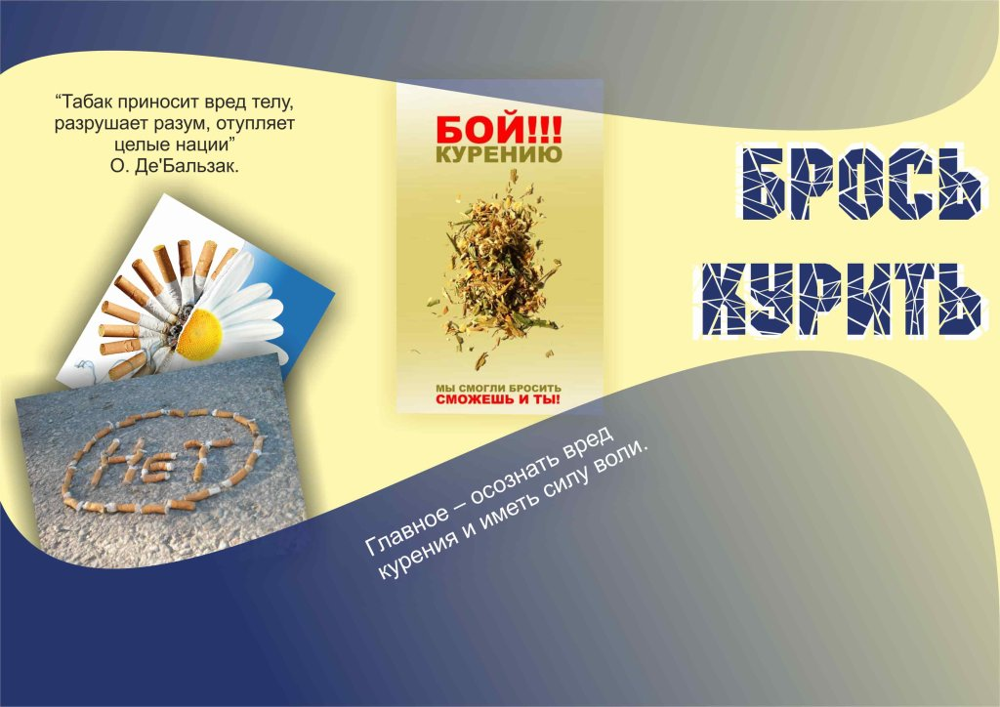 “Табак приносит вред телу,
разрушает разум, отупляет
целые нации”
О. Де'Бальзак.
БОЙ!!!
КУРЕНИЮ
МЫ СМОГЛИ БРОСИТЬ
СМОЖЕШЬ И ТЫ!
БРОСЬ
КУРИТЬ
НеТ
Главное – осознать вред
курения и иметь силу воли.